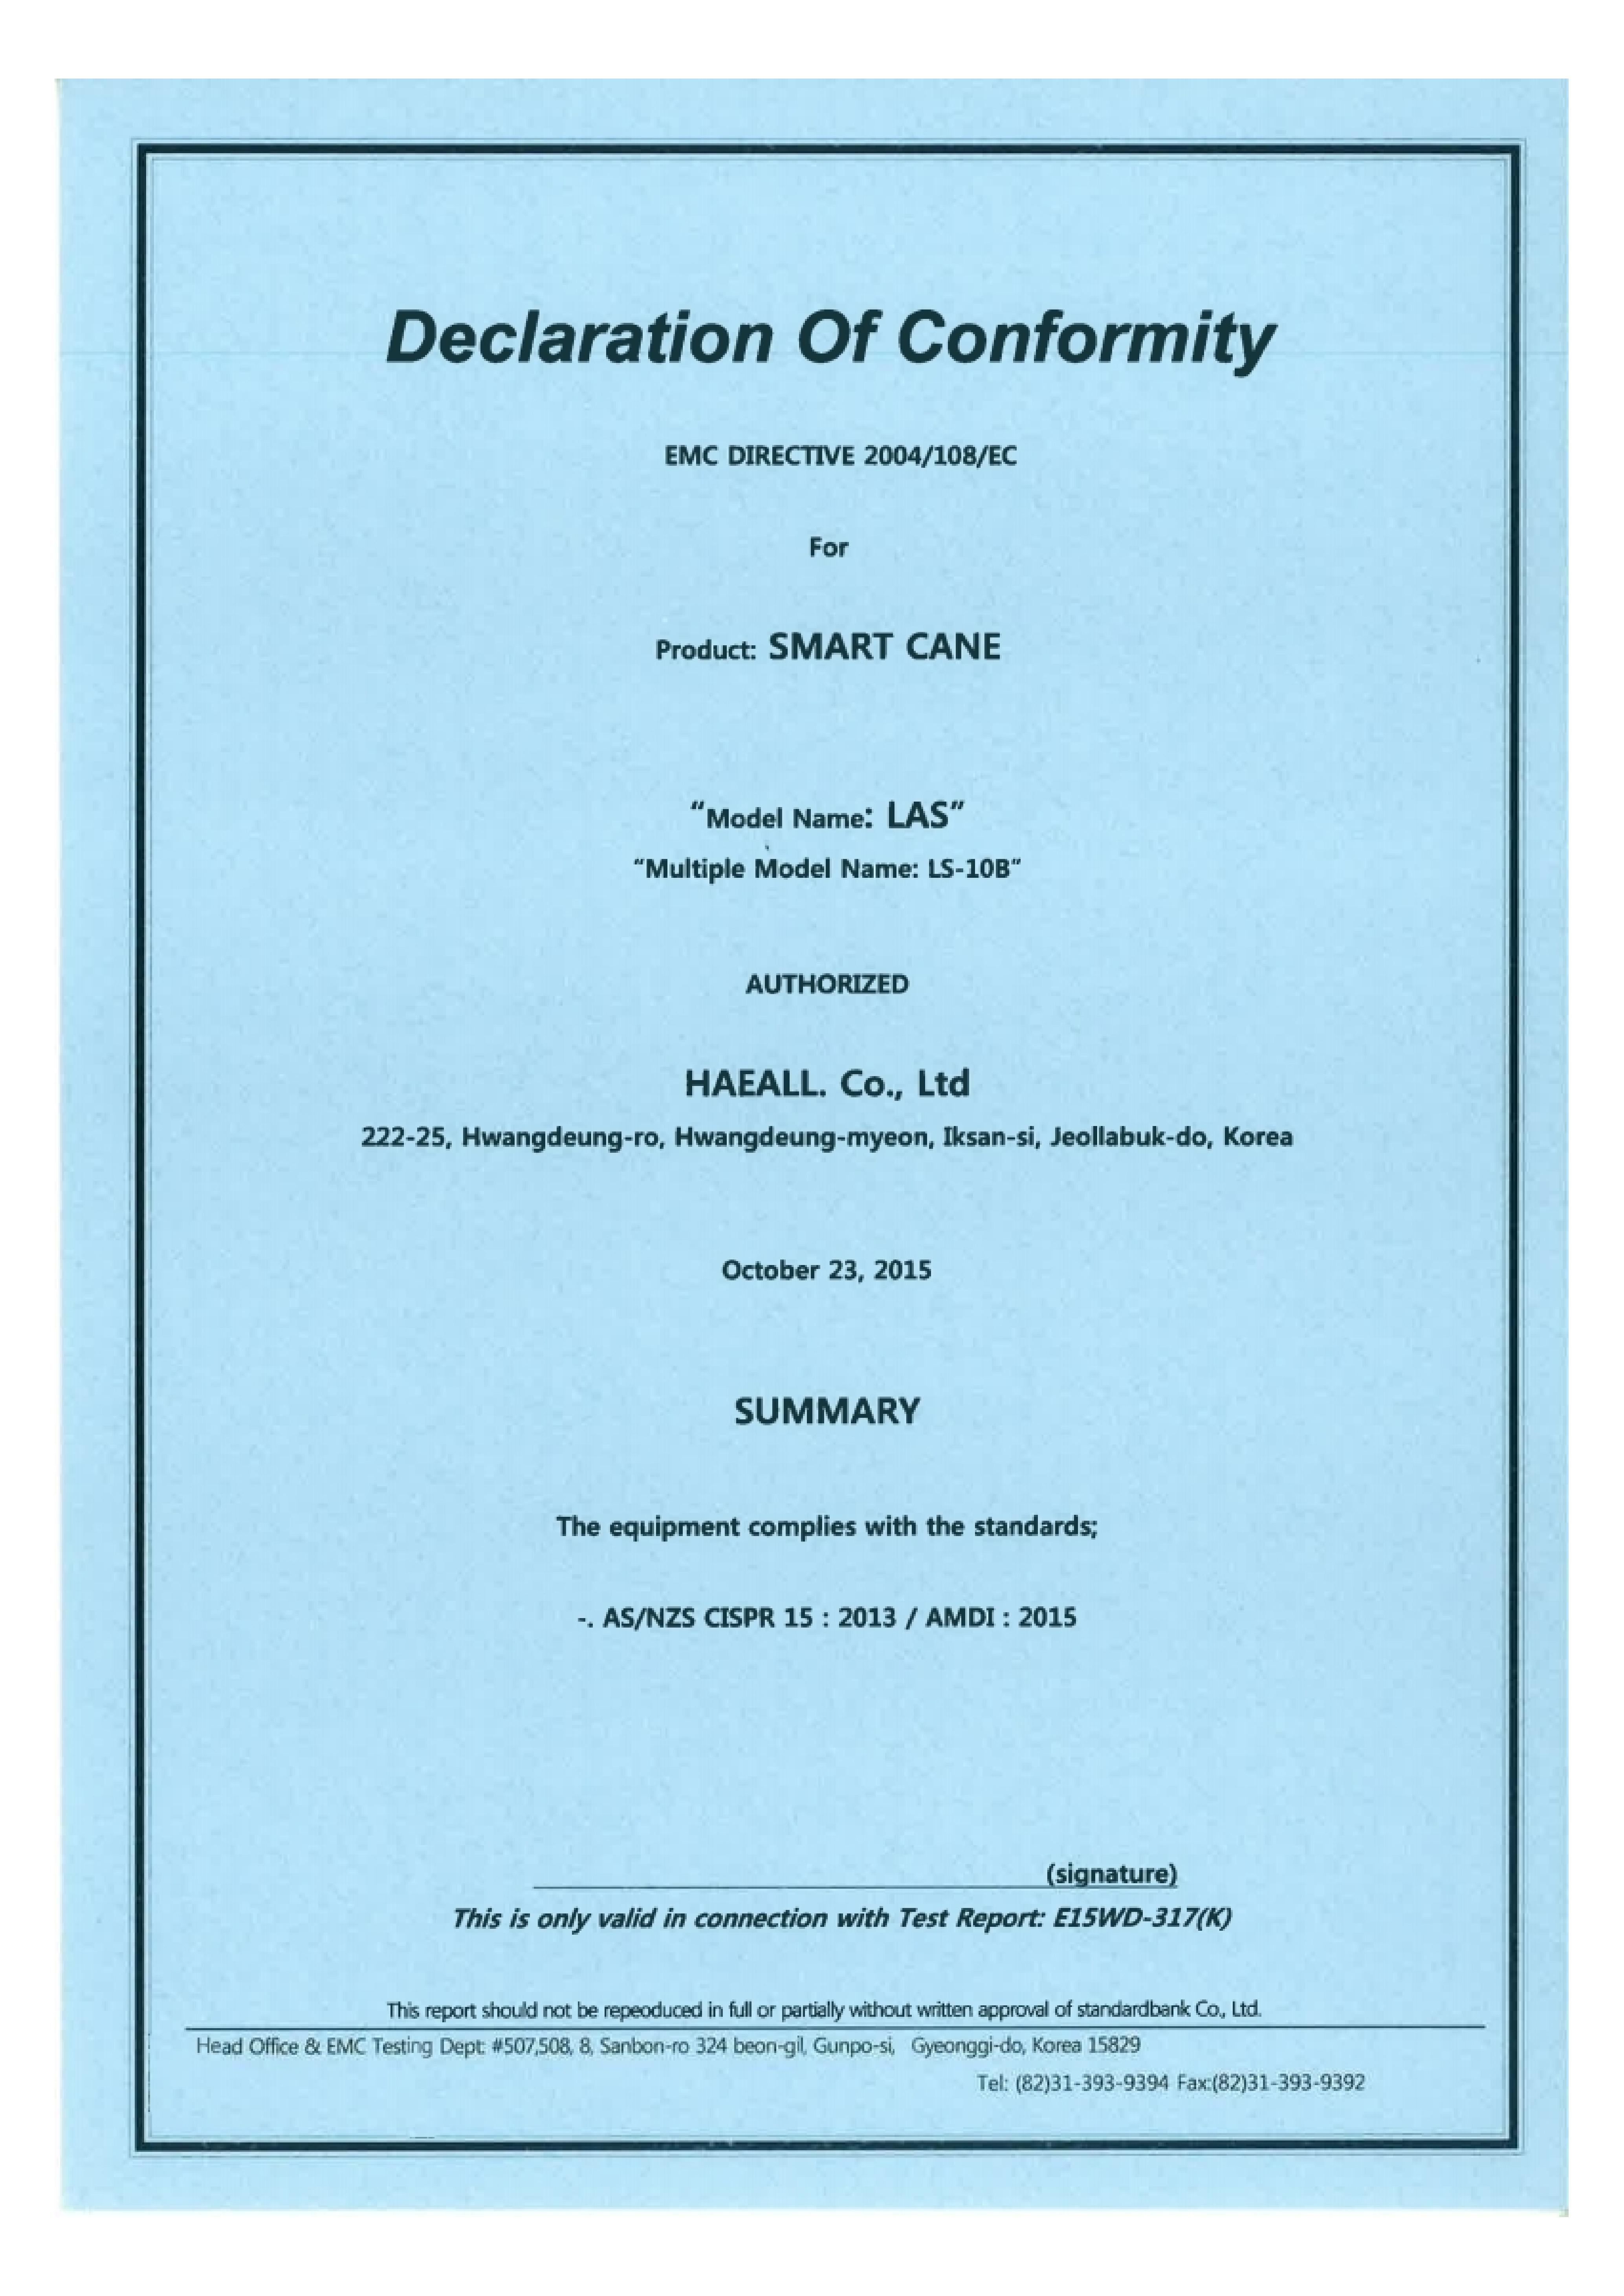 Declaration Of Conformity
EMC DIRECTIVE 2004/108/EC
For
Product: SMART CANE
“Model Name: LAS”
“Multiple Model Name: LS-10B”
AUTHORIZED
HAEALL. Co., Ltd
222-25, Hwangdeung-ro, Hwangdeung-myeon, Iksan-si, Jeollabuk-do, Korea
October 23, 2015
SUMMARY
The equipment complies with the standards;
-. AS/NZS CISPR 15 : 2013 / AMDI : 2015
(signature)
This is only valid in connection with Test Report: E15WD-317(K)
This report should not be repeoduced in full or partially without written approval of standardbank Co., Ltd.
Head Office & EMC Testing Dept: #507,508, 8, Sanbon-ro 324 beon-gil, Gunpo-si, Gyeonggi-do, Korea 15829
Tel: (82)31-393-9394 Fax:(82)31-393-9392